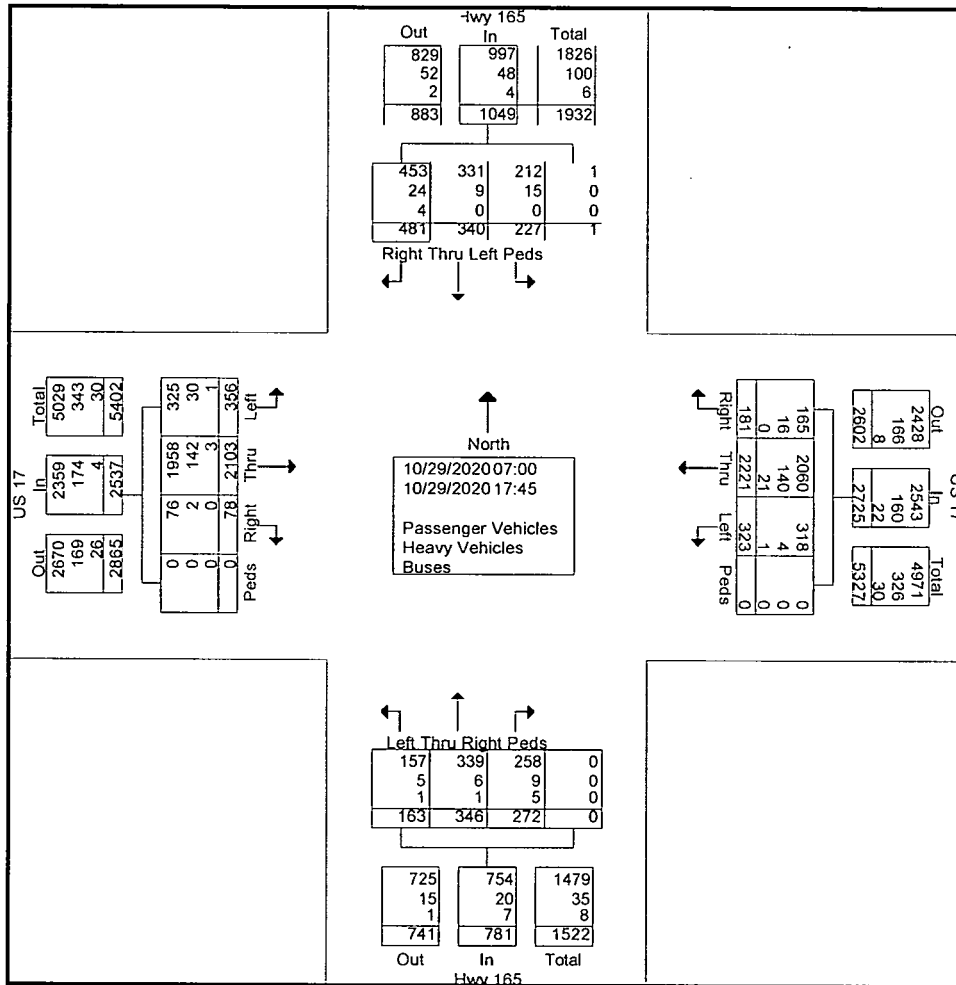 Hwy 165
Out In Total
829 997 1826
52 48 100
2 4 6
883 1049 1932
453 331 212 1
24 9 15 0
4 0 0 0
481 340 227 1
Right Thru Left Peds
US 17
Total
5029
343
30
5402
In
2359
174
4
2537
Out
2670
169
26
2865
Left
325
30
1
356
Thru
1958
142
3
2103
Right
76
2
0
78
Peds
0
0
0
0
North
10/29/2020 07:00
10/29/2020 17:45
Passenger Vehicles
Heavy Vehicles
Buses
Right
165
16
0
181
Thru
2060
140
21
2221
Left
318
4
1
323
Peds
0
0
0
0
US 17
Out
2428
166
8
2602
In
2543
160
22
2725
Total
4971
326
30
5327
Left Thru Right Peds
157 339 258 0
5 6 9 0
1 1 5 0
163 346 272 0
725 754 1479
15 20 35
1 7 8
741 781 1522
Out In Total
Hwy 165